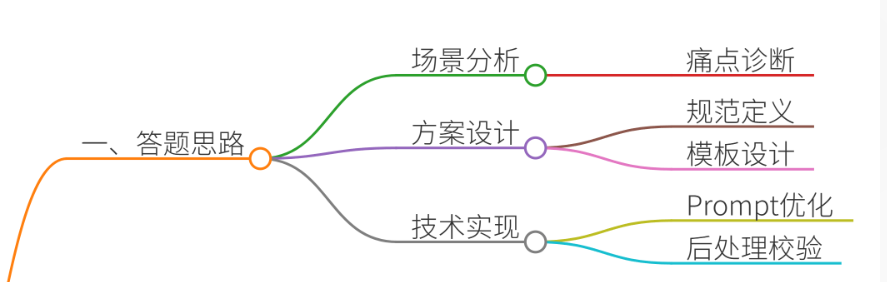 场景分析
痛点诊断
规范定义
一、答题思路
方案设计
模板设计
Prompt优化
技术实现
后处理校验